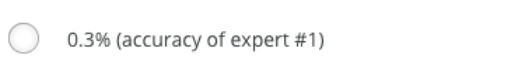 0.3% (accuracy of expert #1)